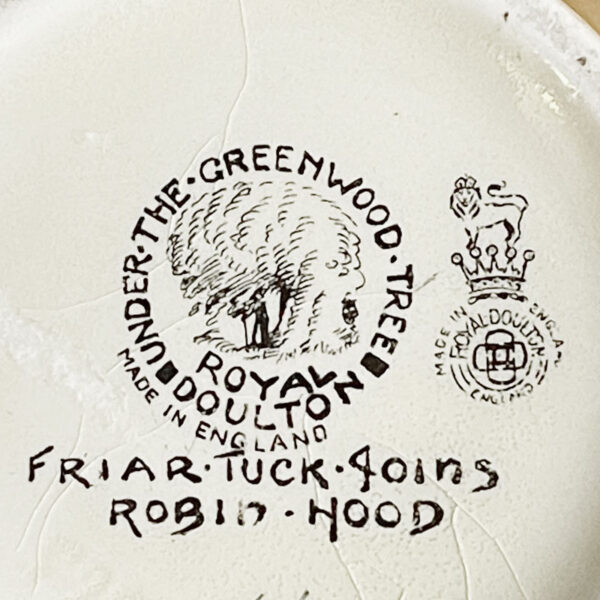 UNDER·THE·GREENWOOD·TREE
ROYAL
DOULTON
MADE IN ENGLAND
FRIAR·TUCK·Joins
ROBIN·HOOD
MADE IN ENGLA
ROYAL DOULTON
ENGLAND